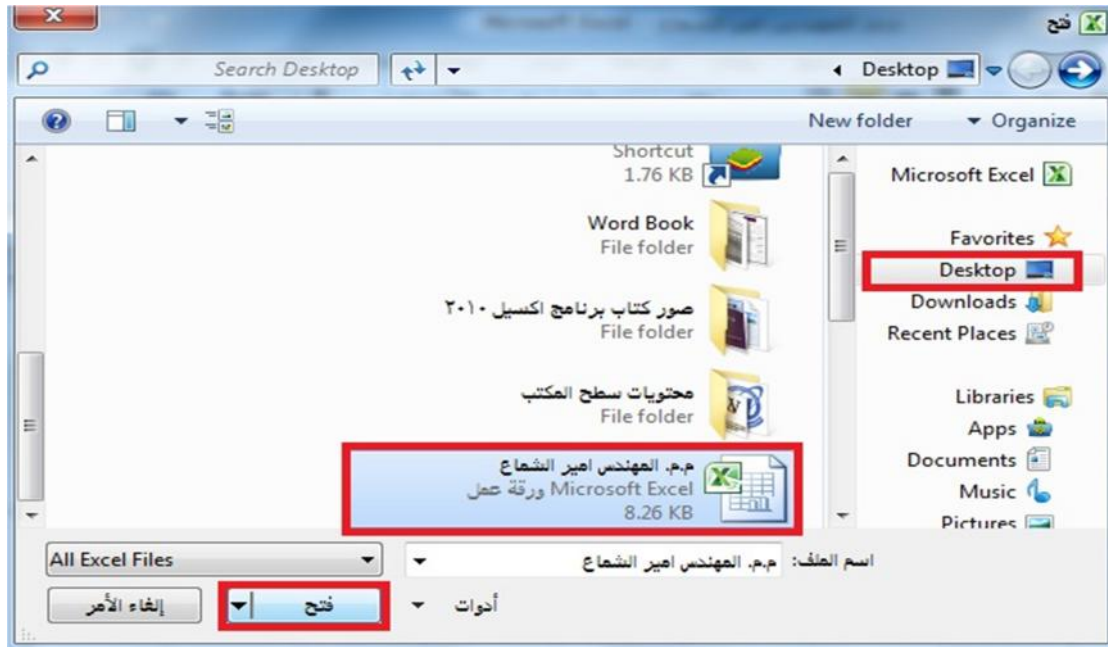 فتح
Desktop
Search Desktop
Organize
New folder
Microsoft Excel
Favorites
Desktop
Downloads
Recent Places
Libraries
Apps
Documents
Music
Pictures
Shortcut
1.76 KB
Word Book
File folder
صور كتاب برنامج اكسيل ٢٠١٠
File folder
محتويات سطح المكتب
File folder
م.م. المهندس امير الشماع
Microsoft Excel ورقة عمل
8.26 KB
اسم الملف: م.م. المهندس امير الشماع
All Excel Files
أدوات
فتح
إلغاء الأمر